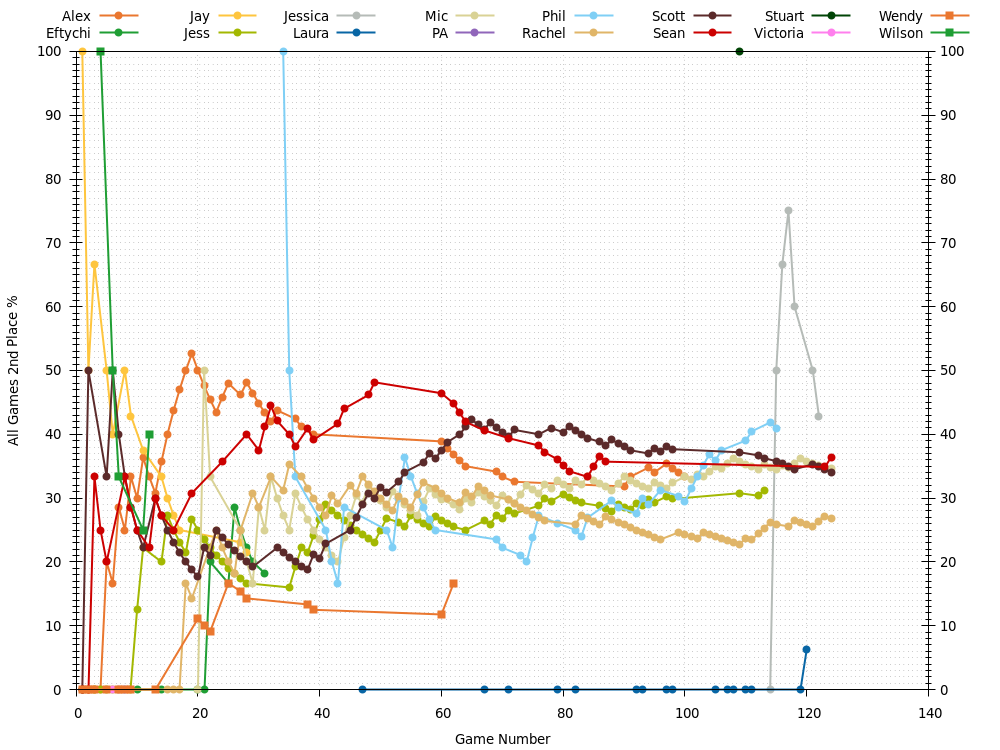 Alex Jay Jessica Mic Phil Scott Stuart Wendy
Eftychi Jess Laura PA Rachel Sean Victoria Wilson
100 100
90 90
80 80
70 70
60 60
50 50
40 40
30 30
20 20
10 10
0 0
All Games 2nd Place %
0 20 40 60 80 100 120 140
Game Number